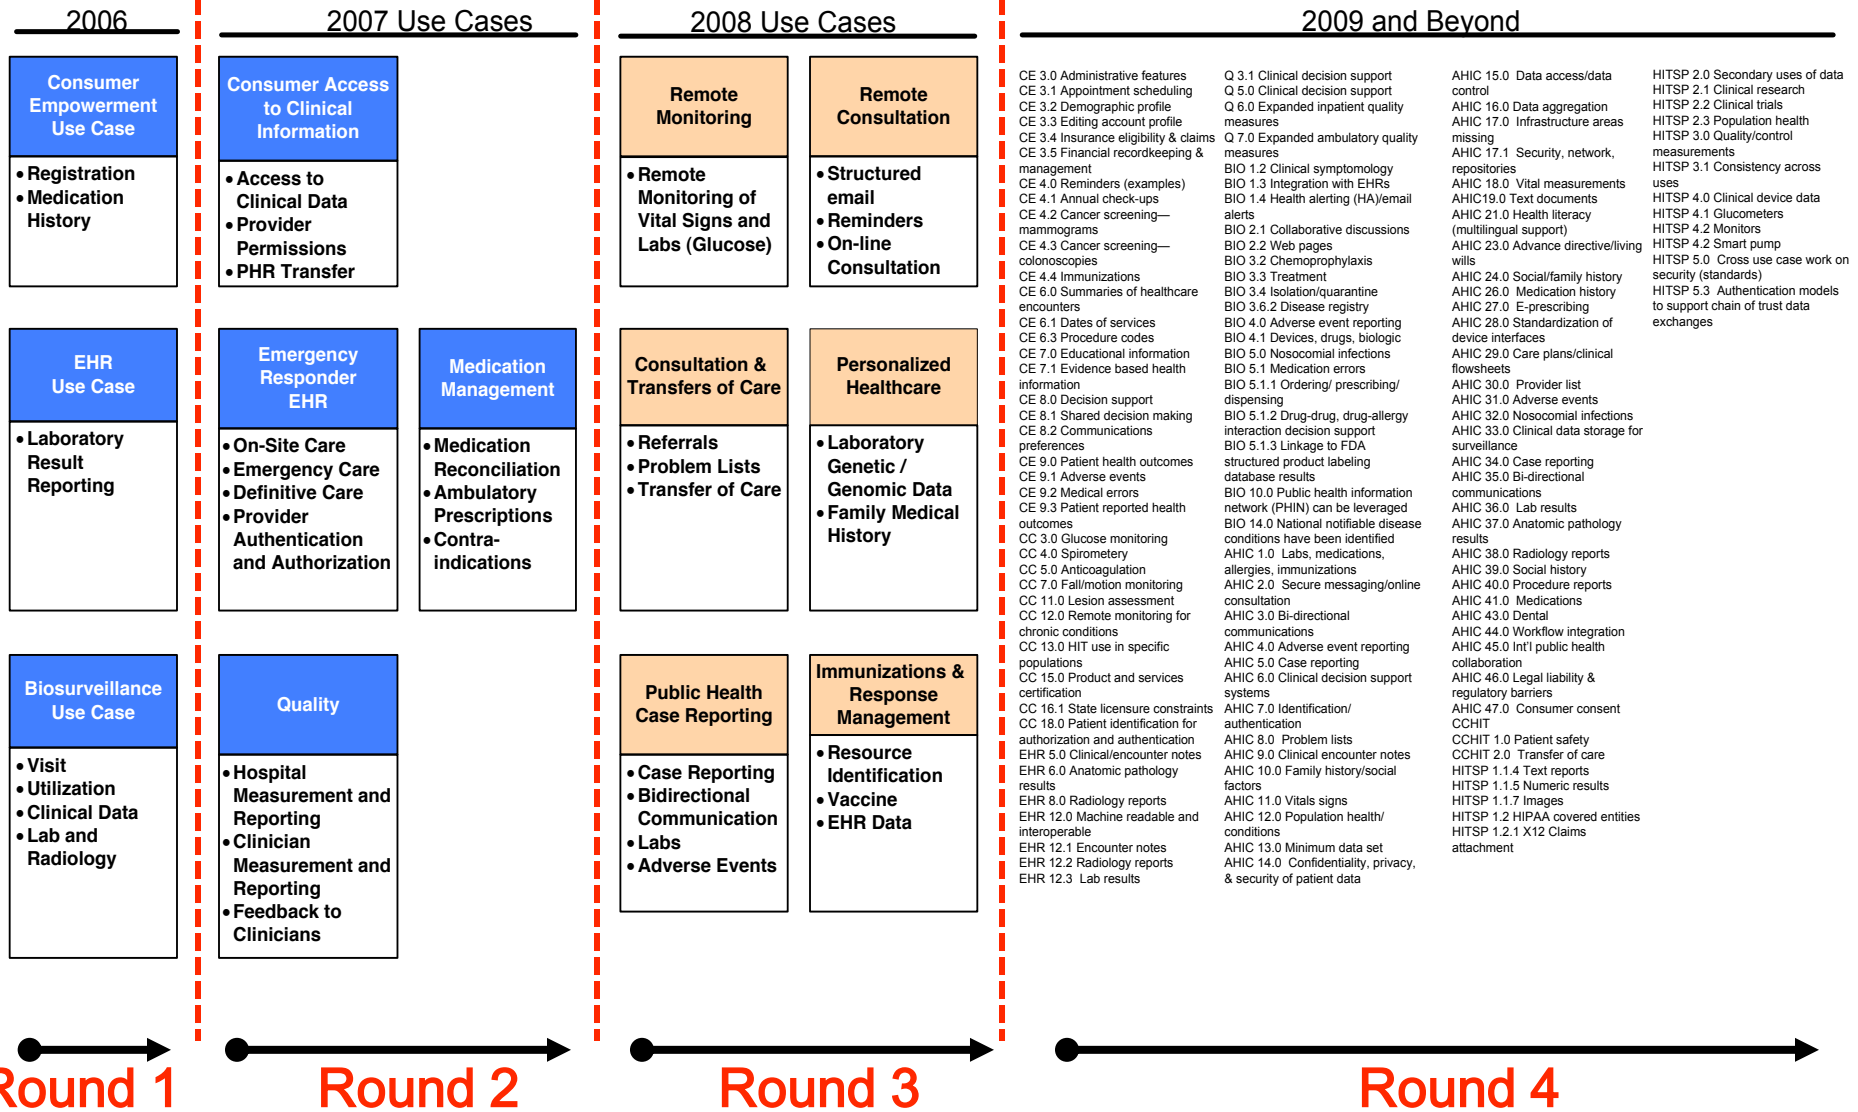 2006
Consumer
Empowerment
Use Case
• Registration
• Medication
History
EHR
Use Case
• Laboratory
Result
Reporting
Biosurveillance
Use Case
• Visit
• Utilization
• Clinical Data
• Lab and
Radiology
Round 1
2007 Use Cases
Consumer Access
to Clinical
Information
• Access to
Clinical Data
• Provider
Permissions
• PHR Transfer
Emergency
Responder
EHR
• On-Site Care
• Emergency Care
• Definitive Care
• Provider
Authentication
and Authorization
Medication
Management
• Medication
Reconciliation
• Ambulatory
Prescriptions
• Contra-
indications
Quality
• Hospital
Measurement and
Reporting
• Clinician
Measurement and
Reporting
• Feedback to
Clinicians
Round 2
2008 Use Cases
Remote
Monitoring
• Remote
Monitoring of
Vital Signs and
Labs (Glucose)
Remote
Consultation
• Structured
email
• Reminders
• On-line
Consultation
Consultation &
Transfers of Care
• Referrals
• Problem Lists
• Transfer of Care
Personalized
Healthcare
• Laboratory
Genetic /
Genomic Data
• Family Medical
History
Public Health
Case Reporting
• Case Reporting
• Bidirectional
Communication
• Labs
• Adverse Events
Immunizations &
Response
Management
• Resource
Identification
• Vaccine
• EHR Data
Round 3
2009 and Beyond
CE 3.0 Administrative features
CE 3.1 Appointment scheduling
CE 3.2 Demographic profile
CE 3.3 Editing account profile
CE 3.4 Insurance eligibility & claims
CE 3.5 Financial recordkeeping &
management
CE 4.0 Reminders (examples)
CE 4.1 Annual check-ups
CE 4.2 Cancer screening—
mammograms
CE 4.3 Cancer screening—
colonoscopies
CE 4.4 Immunizations
CE 6.0 Summaries of healthcare
encounters
CE 6.1 Dates of services
CE 6.3 Procedure codes
CE 7.0 Educational information
CE 7.1 Evidence based health
information
CE 8.0 Decision support
CE 8.1 Shared decision making
CE 8.2 Communications
preferences
CE 9.0 Patient health outcomes
CE 9.1 Adverse events
CE 9.2 Medical errors
CE 9.3 Patient reported health
outcomes
CC 3.0 Glucose monitoring
CC 4.0 Spirometery
CC 5.0 Anticoagulation
CC 7.0 Fall/motion monitoring
CC 11.0 Lesion assessment
CC 12.0 Remote monitoring for
chronic conditions
CC 13.0 HIT use in specific
populations
CC 15.0 Product and services
certification
CC 16.1 State licensure constraints
CC 18.0 Patient identification for
authorization and authentication
EHR 5.0 Clinical/encounter notes
EHR 6.0 Anatomic pathology
results
EHR 8.0 Radiology reports
EHR 12.0 Machine readable and
interoperable
EHR 12.1 Encounter notes
EHR 12.2 Radiology reports
EHR 12.3 Lab results
Q 3.1 Clinical decision support
Q 5.0 Clinical decision support
Q 6.0 Expanded inpatient quality
measures
Q 7.0 Expanded ambulatory quality
measures
BIO 1.2 Clinical symptomology
BIO 1.3 Integration with EHRs
BIO 1.4 Health alerting (HA)/email
alerts
BIO 2.1 Collaborative discussions
BIO 2.2 Web pages
BIO 3.2 Chemoprophylaxis
BIO 3.3 Treatment
BIO 3.4 Isolation/quarantine
BIO 3.6.2 Disease registry
BIO 4.0 Adverse event reporting
BIO 4.1 Devices, drugs, biologic
BIO 5.0 Nosocomial infections
BIO 5.1 Medication errors
BIO 5.1.1 Ordering/ prescribing/
dispensing
BIO 5.1.2 Drug-drug, drug-allergy
interaction decision support
BIO 5.1.3 Linkage to FDA
structured product labeling
database results
BIO 10.0 Public health information
network (PHIN) can be leveraged
BIO 14.0 National notifiable disease
conditions have been identified
AHIC 1.0 Labs, medications,
allergies, immunizations
AHIC 2.0 Secure messaging/online
consultation
AHIC 3.0 Bi-directional
communications
AHIC 4.0 Adverse event reporting
AHIC 5.0 Case reporting
AHIC 6.0 Clinical decision support
systems
AHIC 7.0 Identification/
authentication
AHIC 8.0 Problem lists
AHIC 9.0 Clinical encounter notes
AHIC 10.0 Family history/social
factors
AHIC 11.0 Vitals signs
AHIC 12.0 Population health/
conditions
AHIC 13.0 Minimum data set
AHIC 14.0 Confidentiality, privacy,
& security of patient data
AHIC 15.0 Data access/data
control
AHIC 16.0 Data aggregation
AHIC 17.0 Infrastructure areas
missing
AHIC 17.1 Security, network,
repositories
AHIC 18.0 Vital measurements
AHIC19.0 Text documents
AHIC 21.0 Health literacy
(multilingual support)
AHIC 23.0 Advance directive/living
wills
AHIC 24.0 Social/family history
AHIC 26.0 Medication history
AHIC 27.0 E-prescribing
AHIC 28.0 Standardization of
device interfaces
AHIC 29.0 Care plans/clinical
flowsheets
AHIC 30.0 Provider list
AHIC 31.0 Adverse events
AHIC 32.0 Nosocomial infections
AHIC 33.0 Clinical data storage for
surveillance
AHIC 34.0 Case reporting
AHIC 35.0 Bi-directional
communications
AHIC 36.0 Lab results
AHIC 37.0 Anatomic pathology
results
AHIC 38.0 Radiology reports
AHIC 39.0 Social history
AHIC 40.0 Procedure reports
AHIC 41.0 Medications
AHIC 43.0 Dental
AHIC 44.0 Workflow integration
AHIC 45.0 Int'l public health
collaboration
AHIC 46.0 Legal liability &
regulatory barriers
AHIC 47.0 Consumer consent
CCHIT
CCHIT 1.0 Patient safety
CCHIT 2.0 Transfer of care
HITSP 1.1.4 Text reports
HITSP 1.1.5 Numeric results
HITSP 1.1.7 Images
HITSP 1.2 HIPAA covered entities
HITSP 1.2.1 X12 Claims
attachment
HITSP 2.0 Secondary uses of data
HITSP 2.1 Clinical research
HITSP 2.2 Clinical trials
HITSP 2.3 Population health
HITSP 3.0 Quality/control
measurements
HITSP 3.1 Consistency across
uses
HITSP 4.0 Clinical device data
HITSP 4.1 Glucometers
HITSP 4.2 Monitors
HITSP 4.2 Smart pump
HITSP 5.0 Cross use case work on
security (standards)
HITSP 5.3 Authentication models
to support chain of trust data
exchanges
Round 4